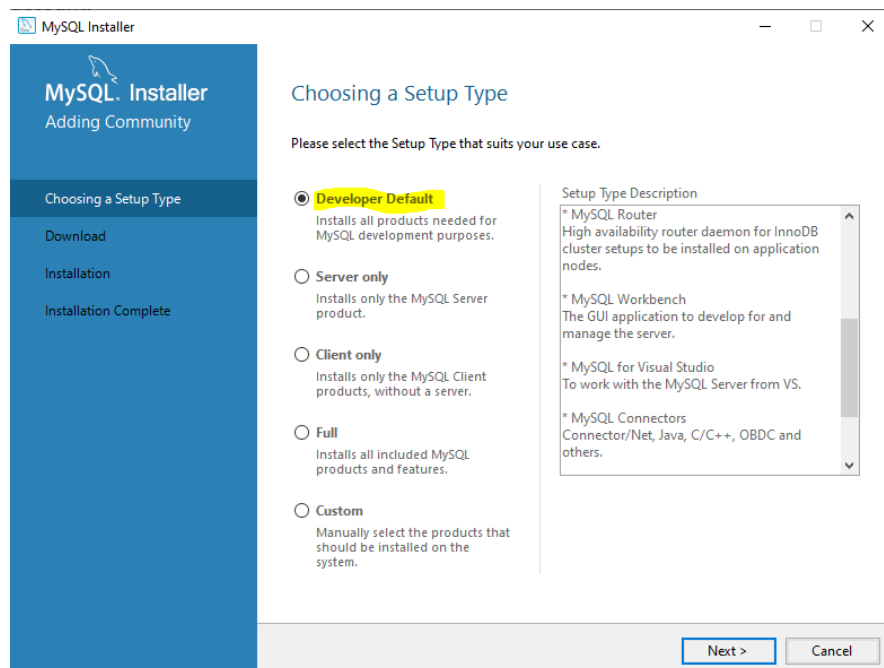 MySQL Installer
MySQL. Installer
Adding Community
Choosing a Setup Type
Download
Installation
Installation Complete
Choosing a Setup Type
Please select the Setup Type that suits your use case.
Developer Default
Installs all products needed for
MySQL development purposes.
Server only
Installs only the MySQL Server
product.
Client only
Installs only the MySQL Client
products, without a server.
Full
Installs all included MySQL
products and features.
Custom
Manually select the products that
should be installed on the
system.
Setup Type Description
* MySQL Router
High availability router daemon for InnoDB
cluster setups to be installed on application
nodes.
* MySQL Workbench
The GUI application to develop for and
manage the server.
* MySQL for Visual Studio
To work with the MySQL Server from VS.
* MySQL Connectors
Connector/Net, Java, C/C++, OBDC and
others.
Next >
Cancel